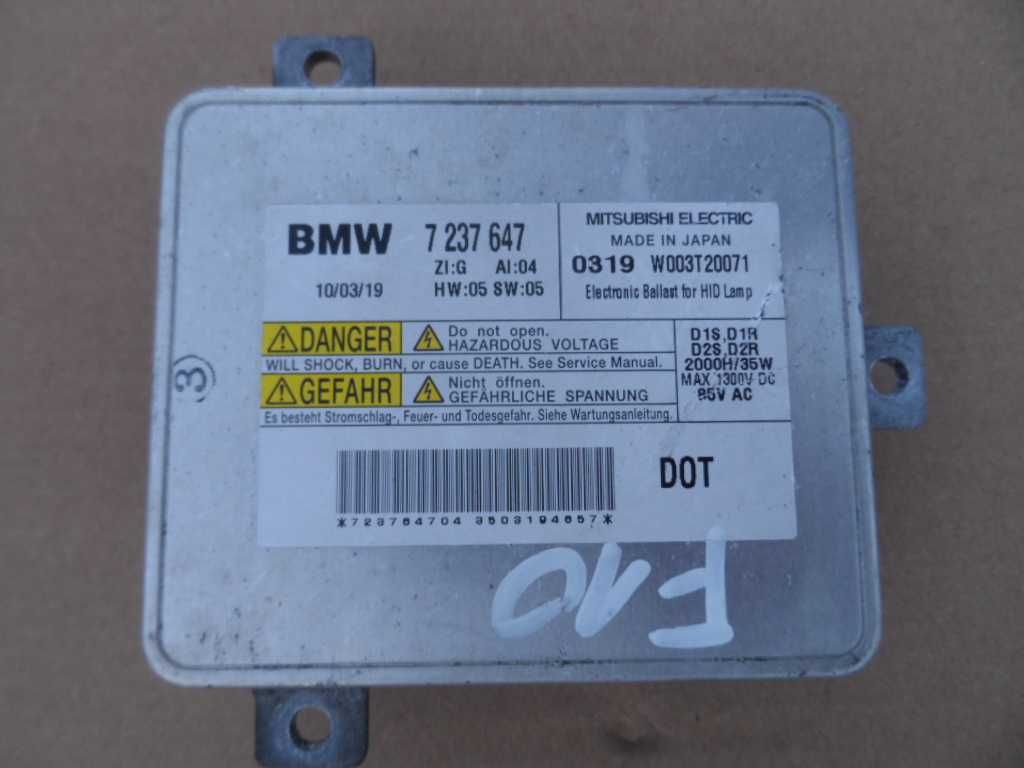 BMW 7 237 647
ZI:G AI:04
10/03/19 HW:05 SW:05
MITSUBISHI ELECTRIC
MADE IN JAPAN
0319 W003T20071
Electronic Ballast for HID Lamp
DANGER
Do not open.
HAZARDOUS VOLTAGE
WILL SHOCK, BURN, or cause DEATH. See Service Manual.
GEFAHR
Nicht öffnen.
GEFÄHRLICHE SPANNUNG
Es besteht Stromschlag-, Feuer- und Todesgefahr. Siehe Wartungsanleitung.
D1S,D1R
D2S,D2R
2000H/35W
MAX 1300V DC
85V AC
*723764704 3503194657*
DOT
F10
3